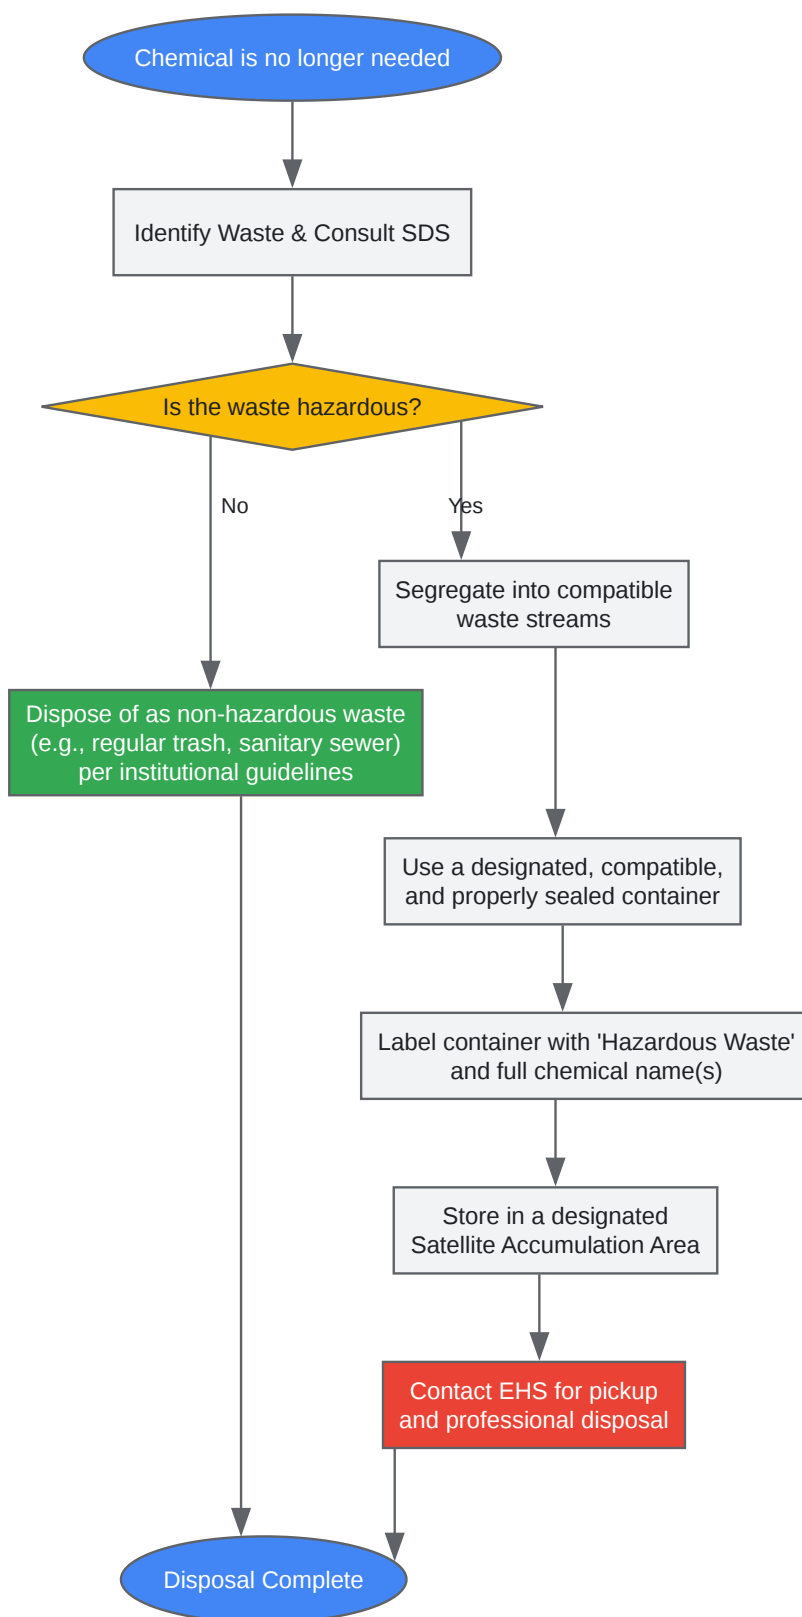 Chemical is no longer needed
Identify Waste & Consult SDS
Is the waste hazardous?
No
Yes
Segregate into compatible
waste streams
Dispose of as non-hazardous waste
(e.g., regular trash, sanitary sewer)
per institutional guidelines
Use a designated, compatible,
and properly sealed container
Label container with 'Hazardous Waste'
and full chemical name(s)
Store in a designated
Satellite Accumulation Area
Contact EHS for pickup
and professional disposal
Disposal Complete